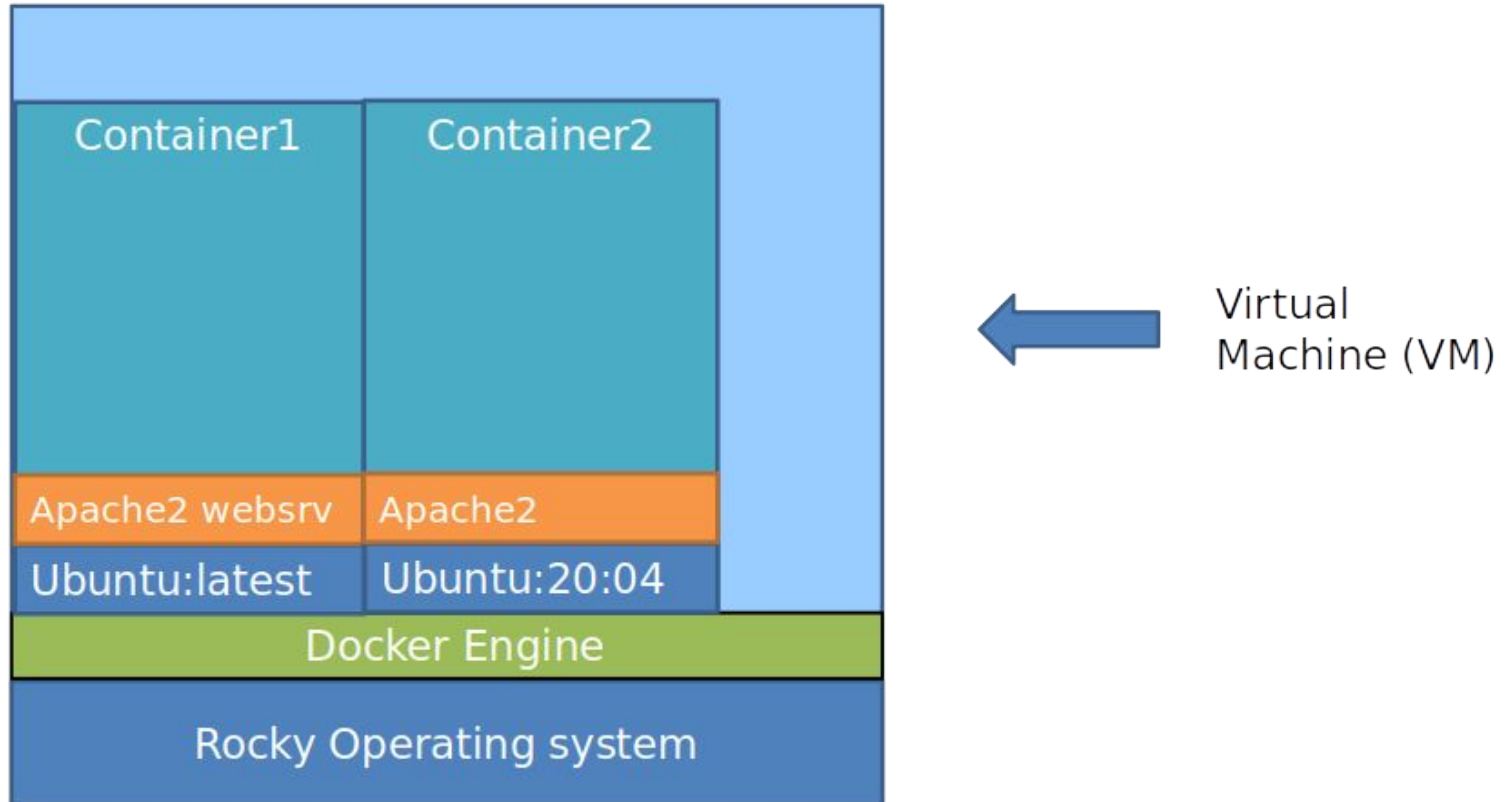 Container1
Container2
Virtual
Machine (VM)
Apache2 websrv
Apache2
Ubuntu:latest
Ubuntu:20:04
Docker Engine
Rocky Operating system